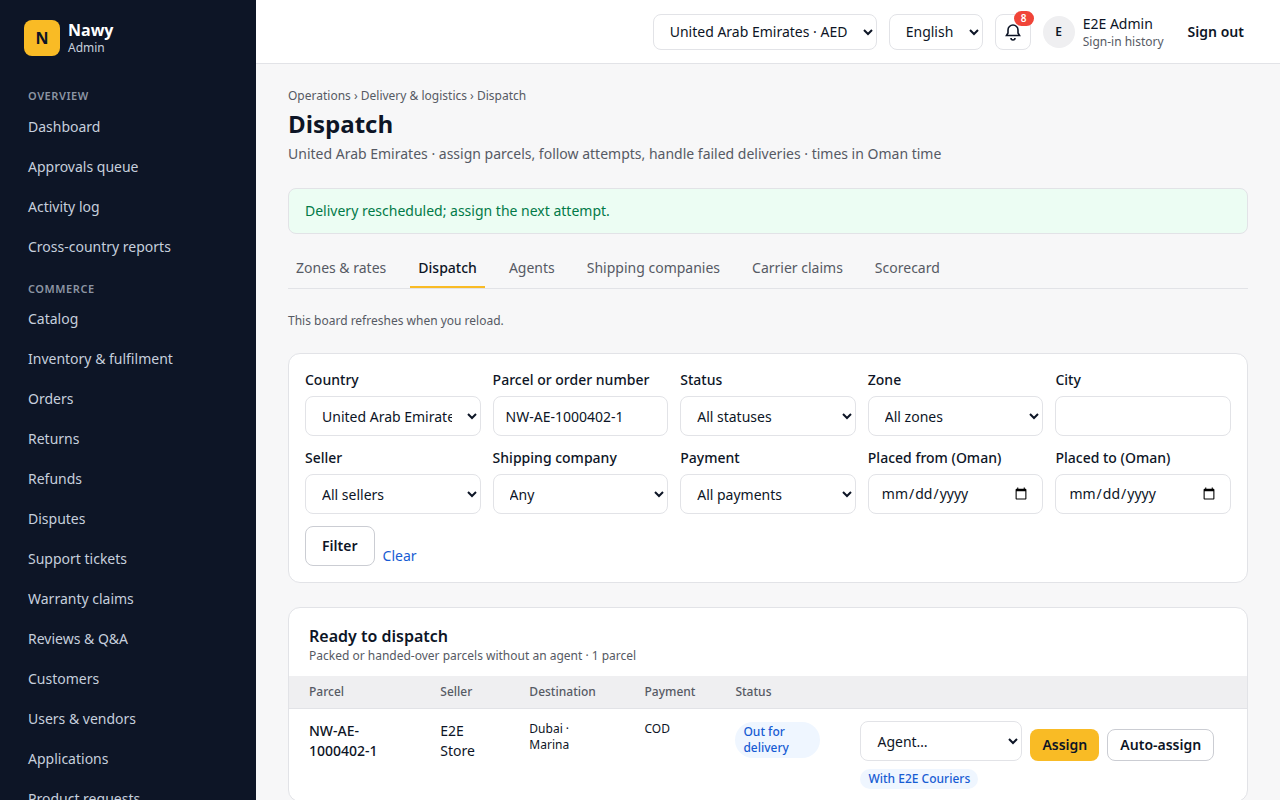 N
Nawy
Admin
OVERVIEW
Dashboard
Approvals queue
Activity log
Cross-country reports
COMMERCE
Catalog
Inventory & fulfilment
Orders
Returns
Refunds
Disputes
Support tickets
Warranty claims
Reviews & Q&A
Customers
Users & vendors
Applications
Product requests
United Arab Emirates · AED
English
8
E
E2E Admin
Sign-in history
Sign out
Operations › Delivery & logistics › Dispatch
Dispatch
United Arab Emirates · assign parcels, follow attempts, handle failed deliveries · times in Oman time
Delivery rescheduled; assign the next attempt.
Zones & rates Dispatch Agents Shipping companies Carrier claims Scorecard
This board refreshes when you reload.
Country Parcel or order number Status Zone City
United Arab Emirate NW-AE-1000402-1 All statuses All zones
Seller Shipping company Payment Placed from (Oman) Placed to (Oman)
All sellers Any All payments mm/dd/yyyy mm/dd/yyyy
Filter Clear
Ready to dispatch
Packed or handed-over parcels without an agent · 1 parcel
Parcel Seller Destination Payment Status
NW-AE-
1000402-1
E2E
Store
Dubai ·
Marina
COD
Out for
delivery
Agent...
Assign
Auto-assign
With E2E Couriers